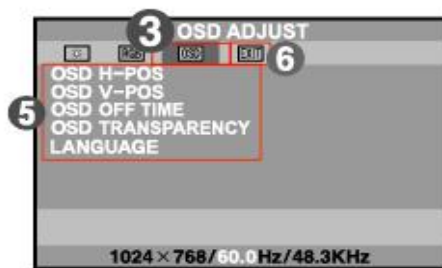 3 OSD ADJUST
RGB OSD EXIT 6
OSD H-POS
OSD V-POS
5 OSD OFF TIME
OSD TRANSPARENCY
LANGUAGE
1024×768/60.0Hz/48.3KHz